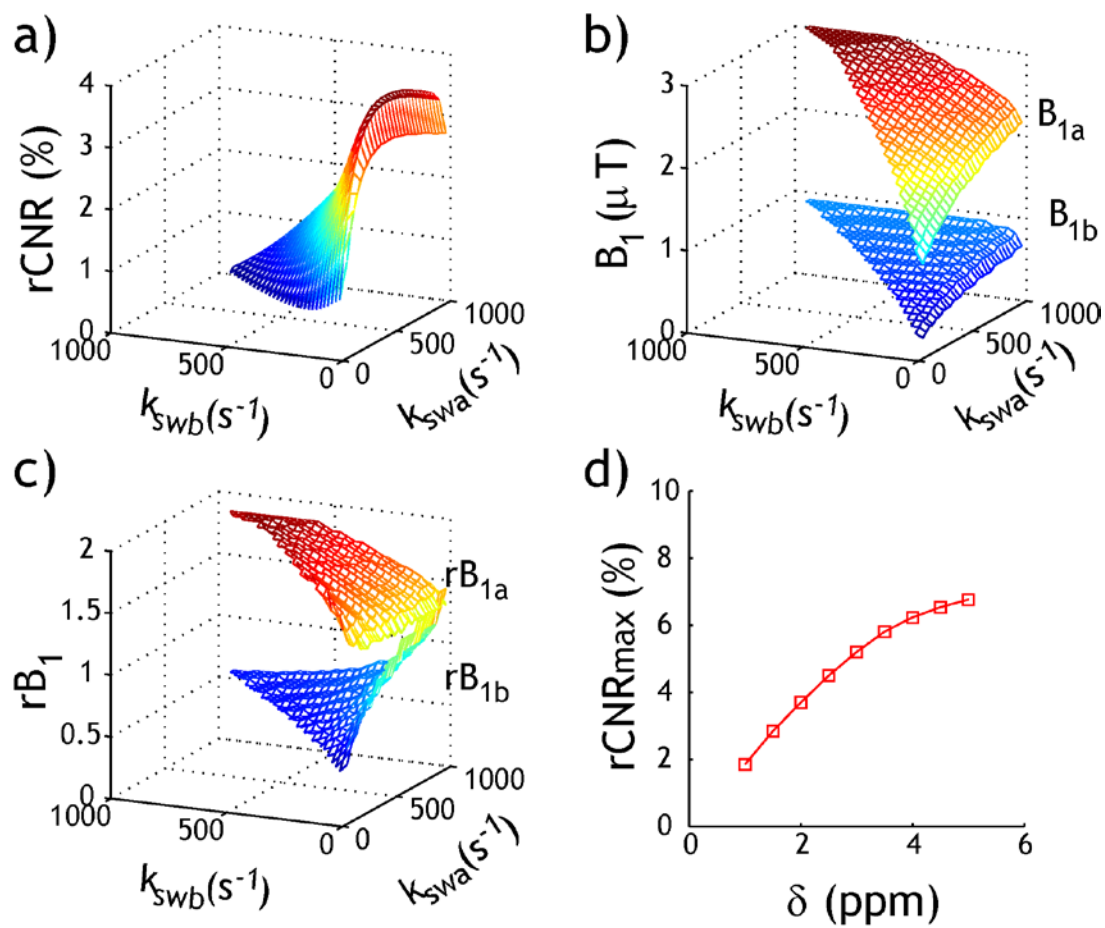 a)
rCNR (%)
4
3
2
1
0
1000
500
0
k_swb(s^-1)
0
500
1000
k_swa(s^-1)
b)
B_1 (μ T)
3
2
1
0
1000
500
0
k_swb(s^-1)
0
500
1000
k_swa(s^-1)
B_1a
B_1b
c)
rB_1
2
1.5
1
0.5
0
1000
500
0
k_swb(s^-1)
0
500
1000
k_swa(s^-1)
rB_1a
rB_1b
d)
rCNRmax (%)
10
8
6
4
2
0
0
2
4
6
δ (ppm)